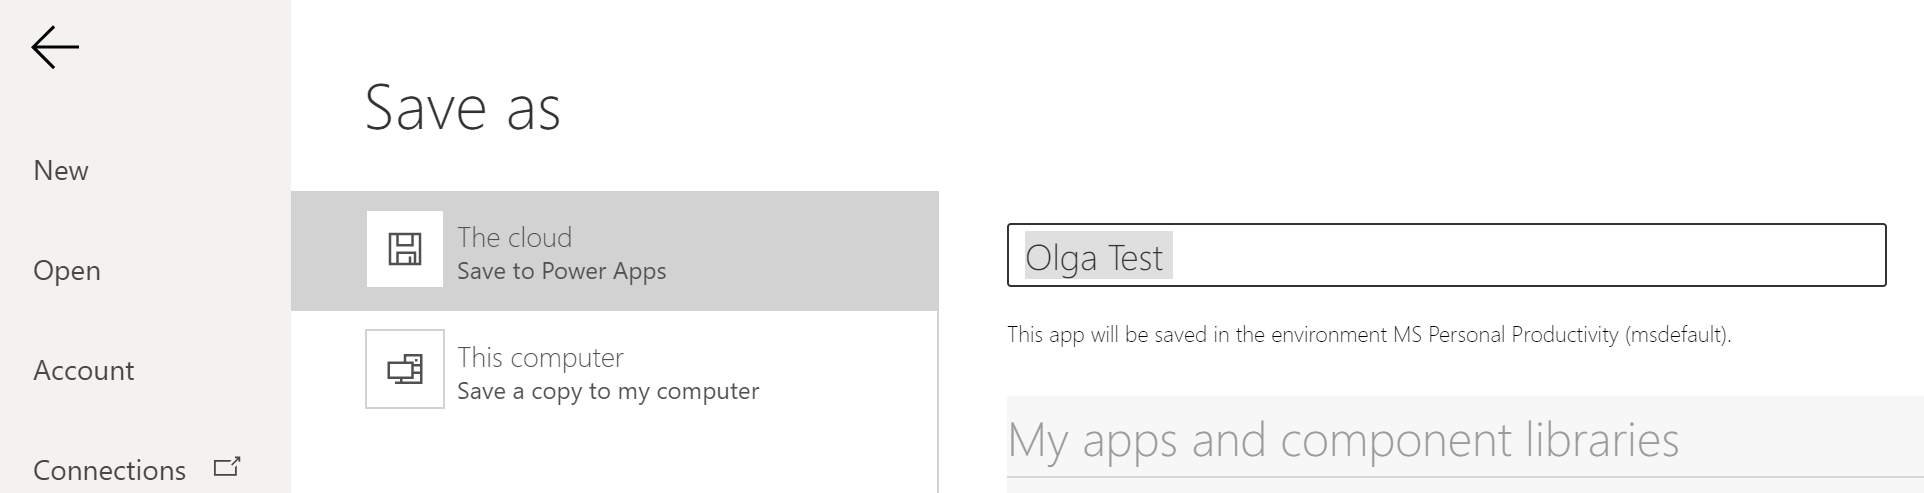 Save as
New
Open
Account
Connections
The cloud
Save to Power Apps
This computer
Save a copy to my computer
Olga Test
This app will be saved in the environment MS Personal Productivity (msdefault).
My apps and component libraries